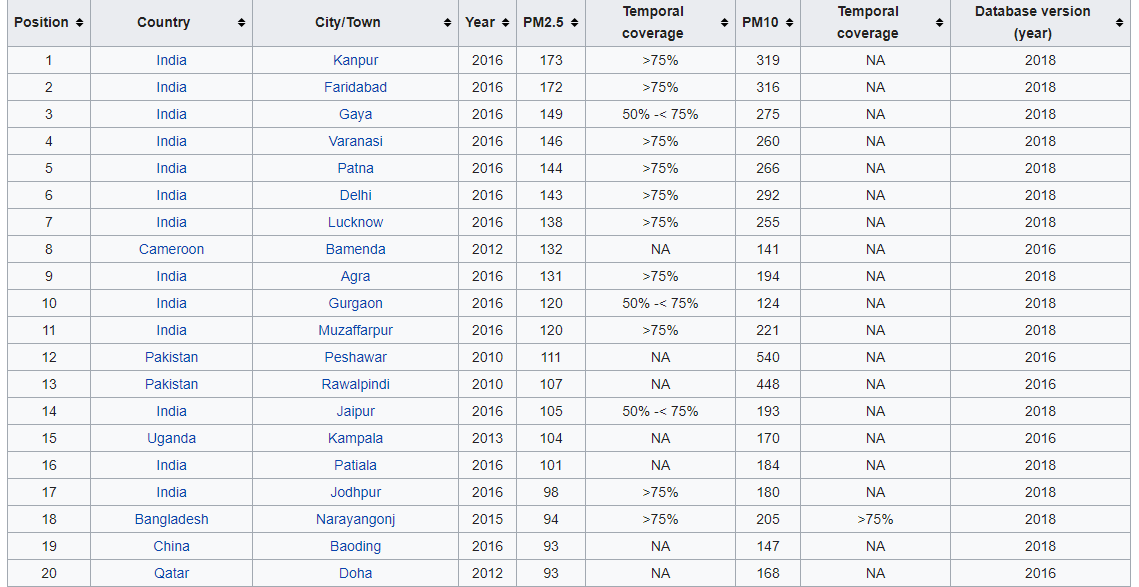 Position Country City/Town Year PM2.5 Temporal coverage PM10 Temporal coverage Database version (year)
1 India Kanpur 2016 173 >75% 319 NA 2018
2 India Faridabad 2016 172 >75% 316 NA 2018
3 India Gaya 2016 149 50% -< 75% 275 NA 2018
4 India Varanasi 2016 146 >75% 260 NA 2018
5 India Patna 2016 144 >75% 266 NA 2018
6 India Delhi 2016 143 >75% 292 NA 2018
7 India Lucknow 2016 138 >75% 255 NA 2018
8 Cameroon Bamenda 2012 132 NA 141 NA 2016
9 India Agra 2016 131 >75% 194 NA 2018
10 India Gurgaon 2016 120 50% -< 75% 124 NA 2018
11 India Muzaffarpur 2016 120 >75% 221 NA 2018
12 Pakistan Peshawar 2010 111 NA 540 NA 2016
13 Pakistan Rawalpindi 2010 107 NA 448 NA 2016
14 India Jaipur 2016 105 50% -< 75% 193 NA 2018
15 Uganda Kampala 2013 104 NA 170 NA 2016
16 India Patiala 2016 101 NA 184 NA 2018
17 India Jodhpur 2016 98 >75% 180 NA 2018
18 Bangladesh Narayangonj 2015 94 >75% 205 >75% 2018
19 China Baoding 2016 93 NA 147 NA 2018
20 Qatar Doha 2012 93 NA 168 NA 2016